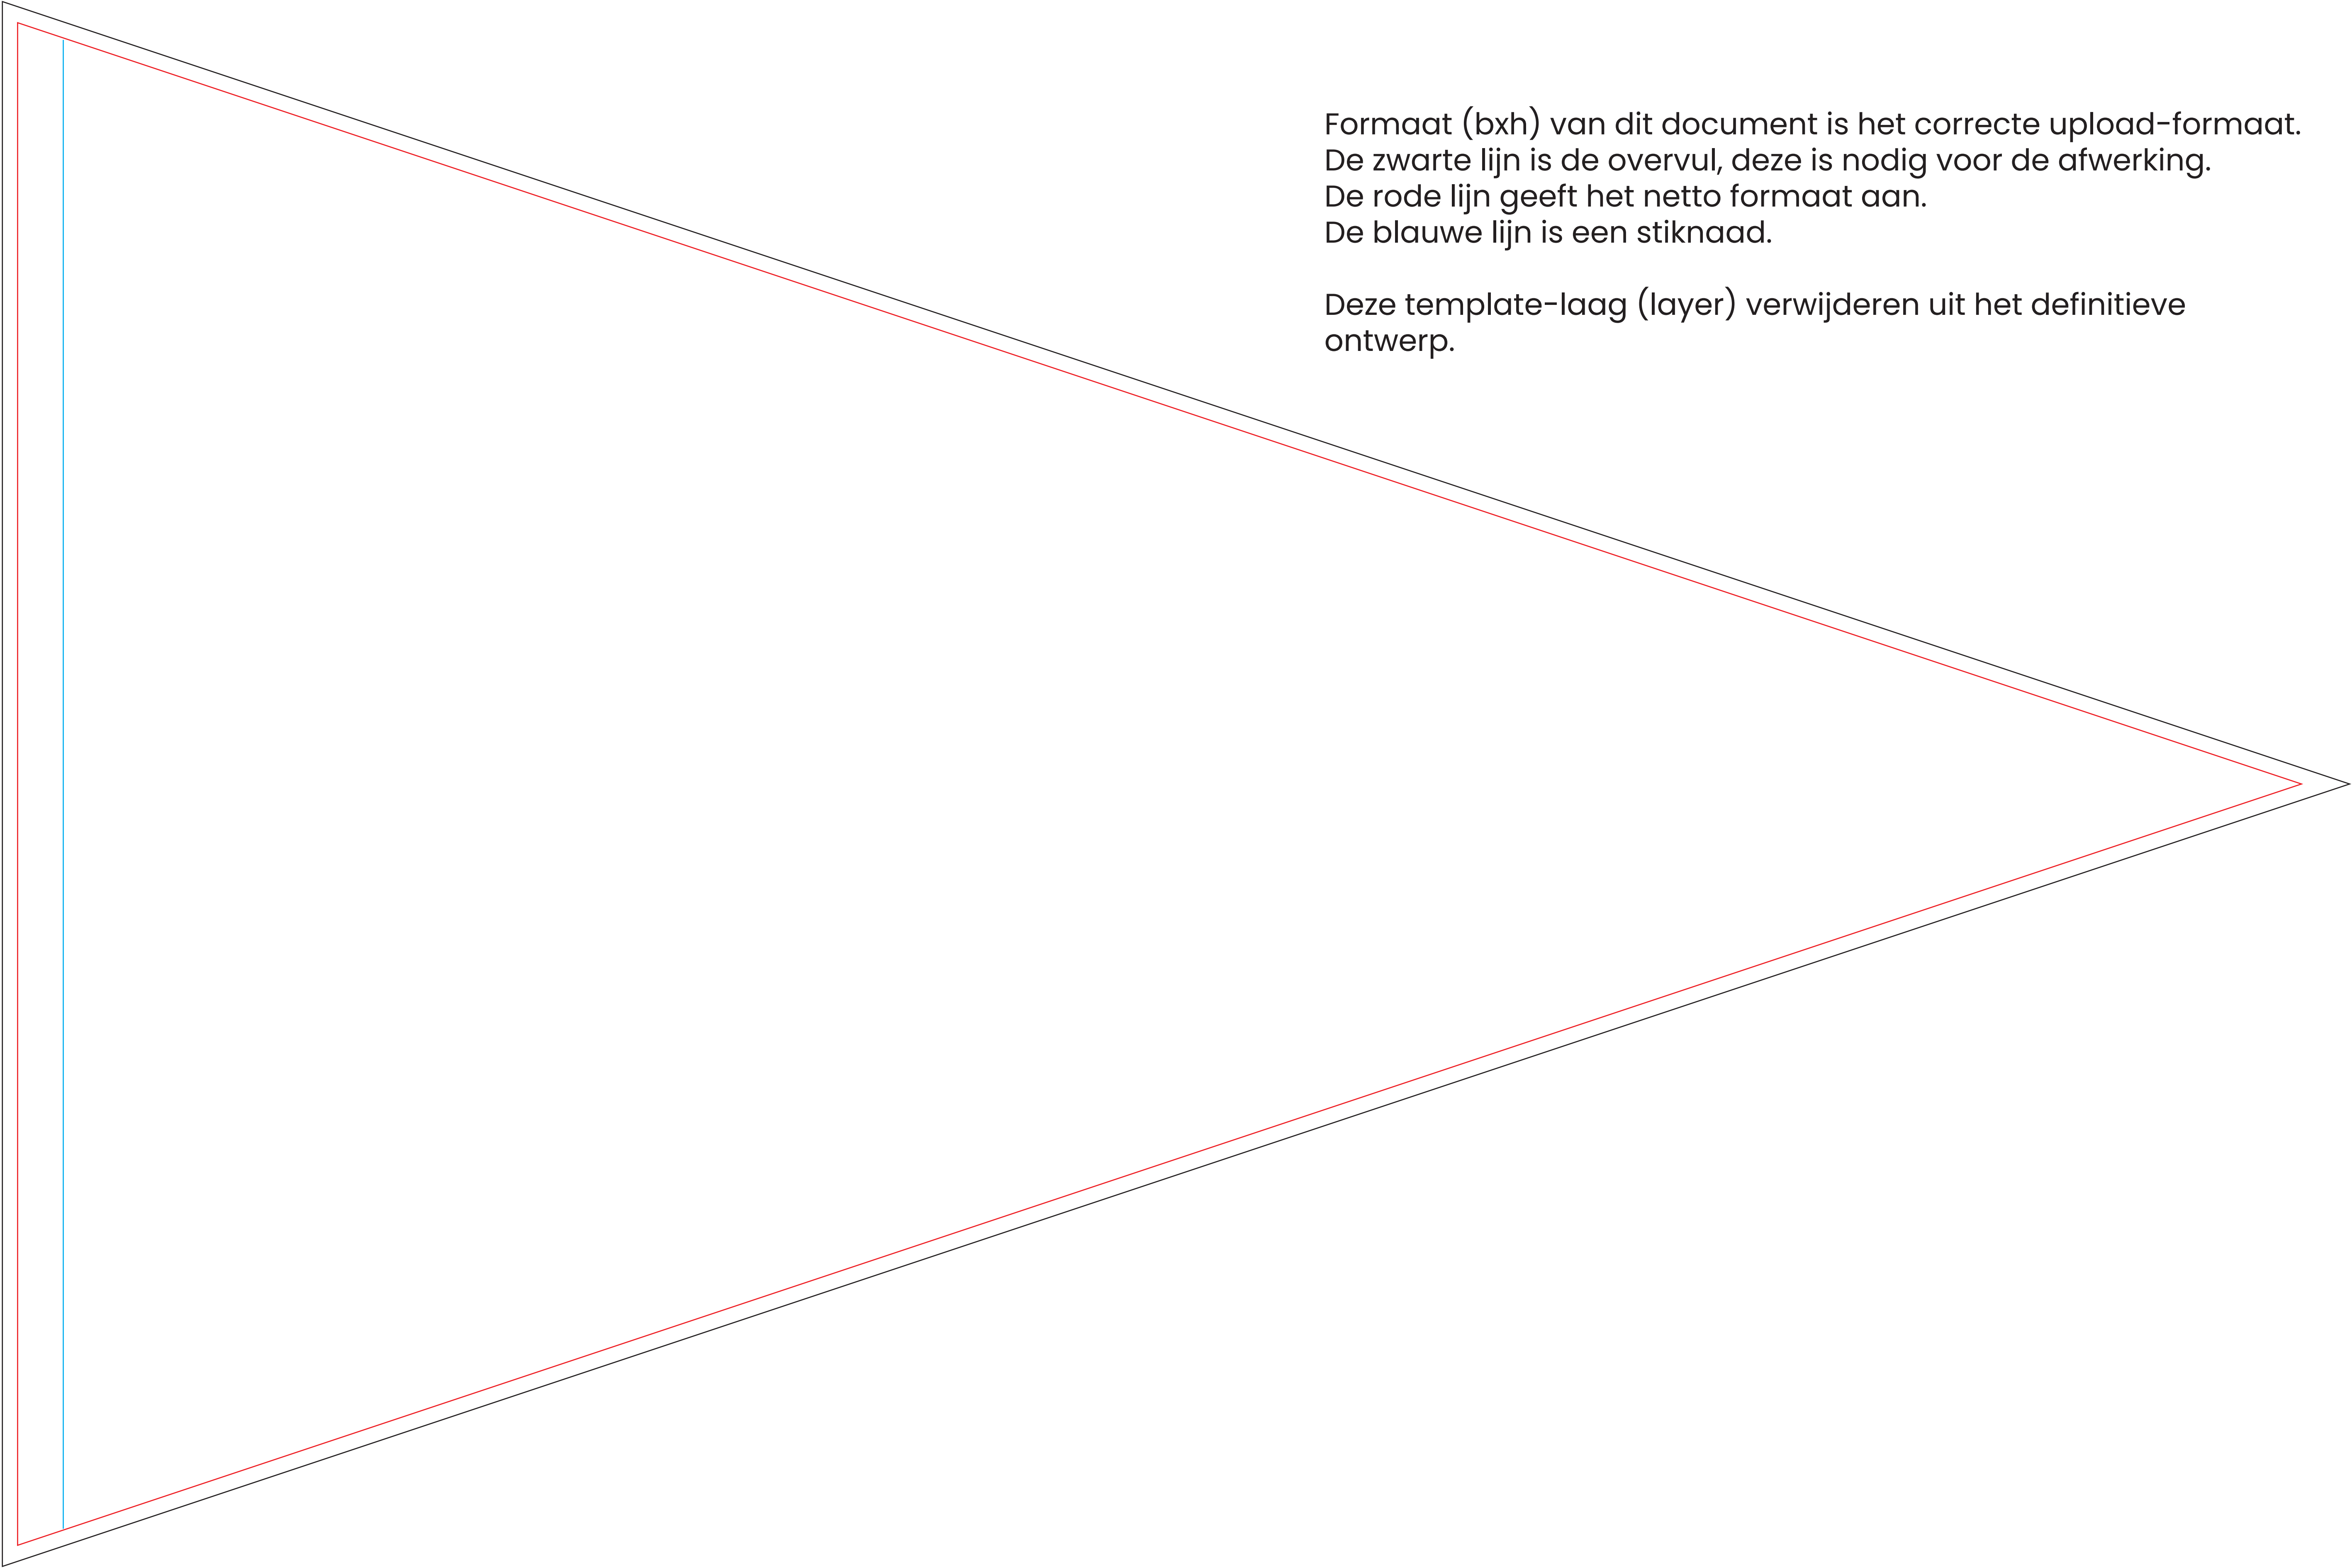 Formaat (bxh) van dit document is het correcte upload-formaat.
De zwarte lijn is de overvul, deze is nodig voor de afwerking.
De rode lijn geeft het netto formaat aan.
De blauwe lijn is een stiknaad.
Deze template-laag (layer) verwijderen uit het definitieve
ontwerp.